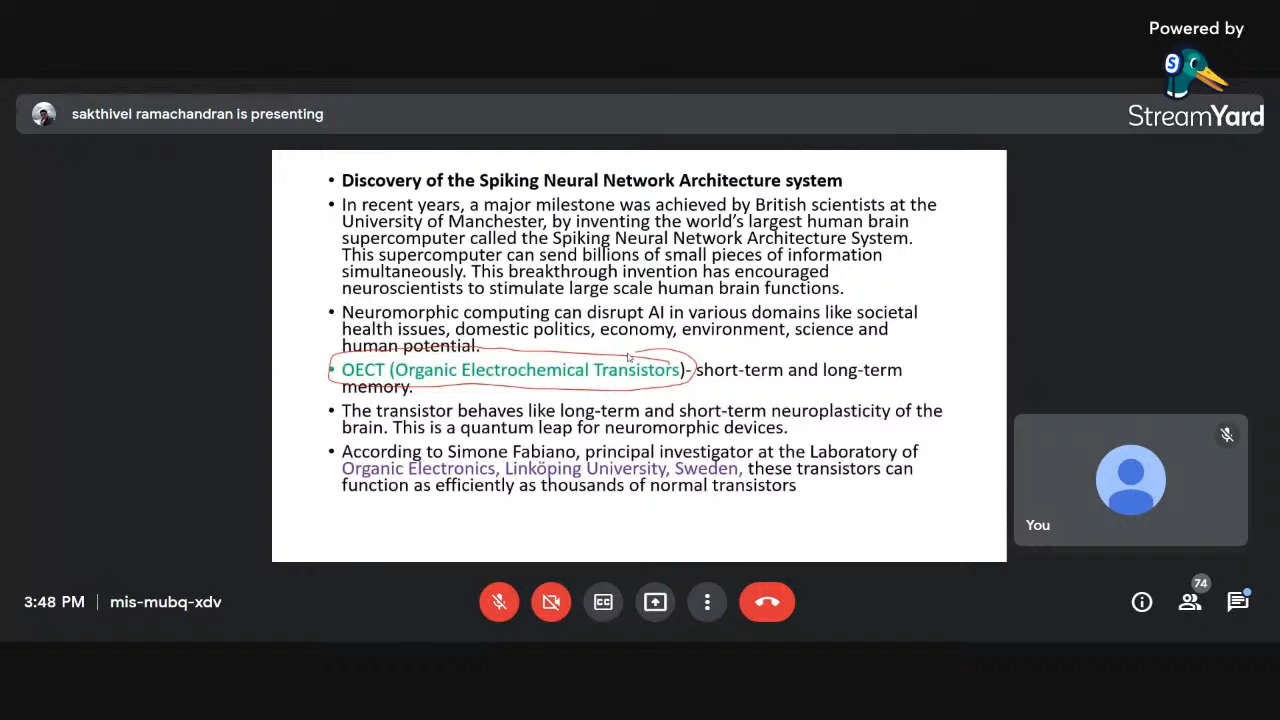 Powered by
S
StreamYard
sakthivel ramachandran is presenting
• Discovery of the Spiking Neural Network Architecture system
• In recent years, a major milestone was achieved by British scientists at the
University of Manchester, by inventing the world's largest human brain
supercomputer called the Spiking Neural Network Architecture System.
This supercomputer can send billions of small pieces of information
simultaneously. This breakthrough invention has encouraged
neuroscientists to stimulate large scale human brain functions.
• Neuromorphic computing can disrupt AI in various domains like societal
health issues, domestic politics, economy, environment, science and
human potential.
• OECT (Organic Electrochemical Transistors)- short-term and long-term
memory.
• The transistor behaves like long-term and short-term neuroplasticity of the
brain. This is a quantum leap for neuromorphic devices.
• According to Simone Fabiano, principal investigator at the Laboratory of
Organic Electronics, Linköping University, Sweden, these transistors can
function as efficiently as thousands of normal transistors
You
3:48 PM | mis-mubq-xdv
CC
74